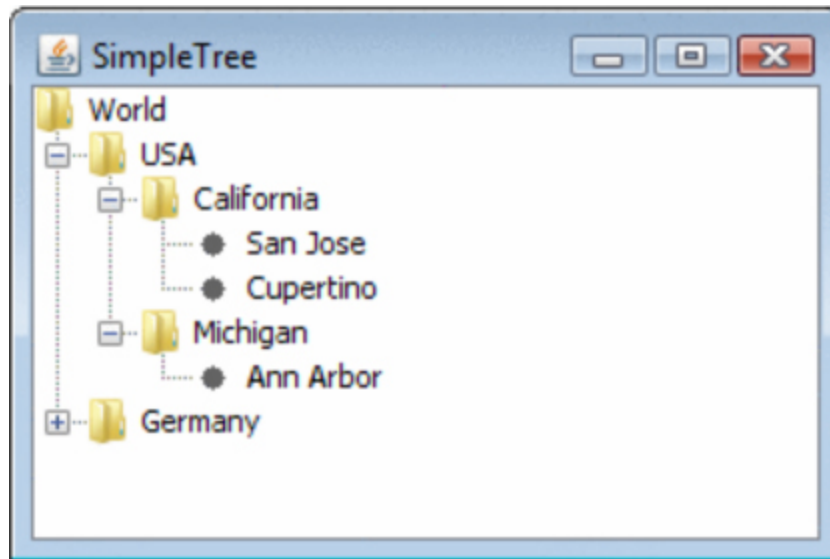 SimpleTree
World
USA
California
San Jose
Cupertino
Michigan
Ann Arbor
Germany